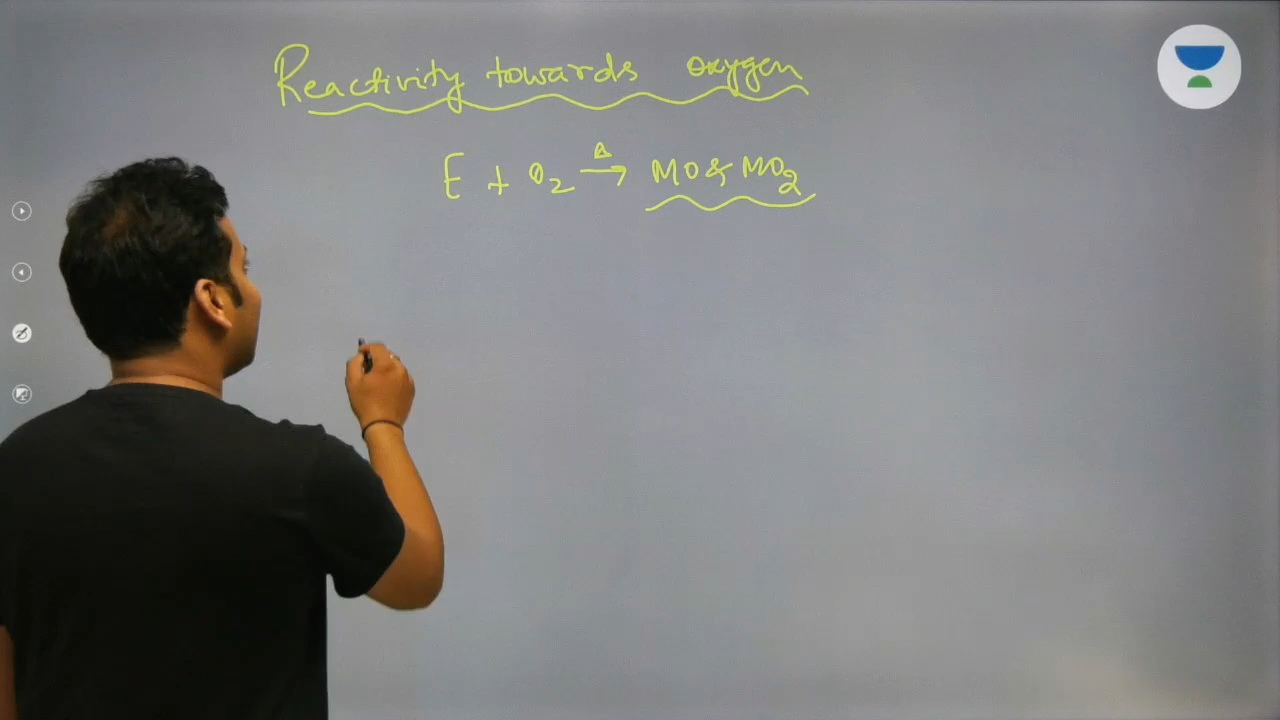 Reactivity towards oxygen
E + O₂ →Δ MO & MO₂